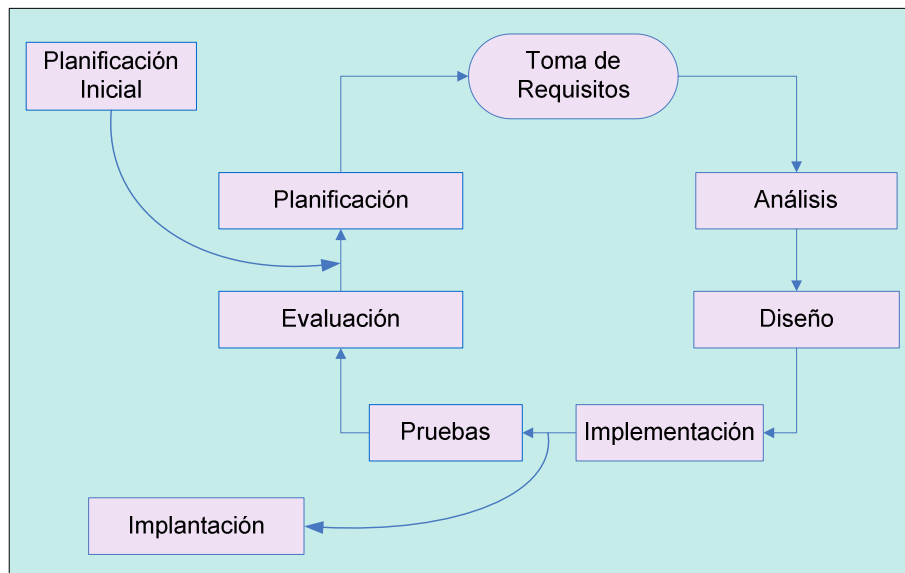 Planificación
Inicial
Toma de
Requisitos
Planificación
Análisis
Evaluación
Diseño
Pruebas
Implementación
Implantación